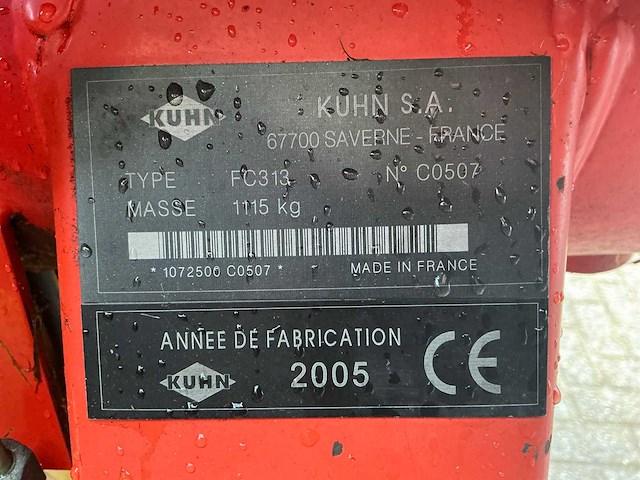 KUHN
KUHN S.A.
67700 SAVERNE - FRANCE
TYPE FC313 N° C0507
MASSE 1115 kg
* 1072500 C0507 * MADE IN FRANCE
ANNEE DE FABRICATION
KUHN 2005 CE